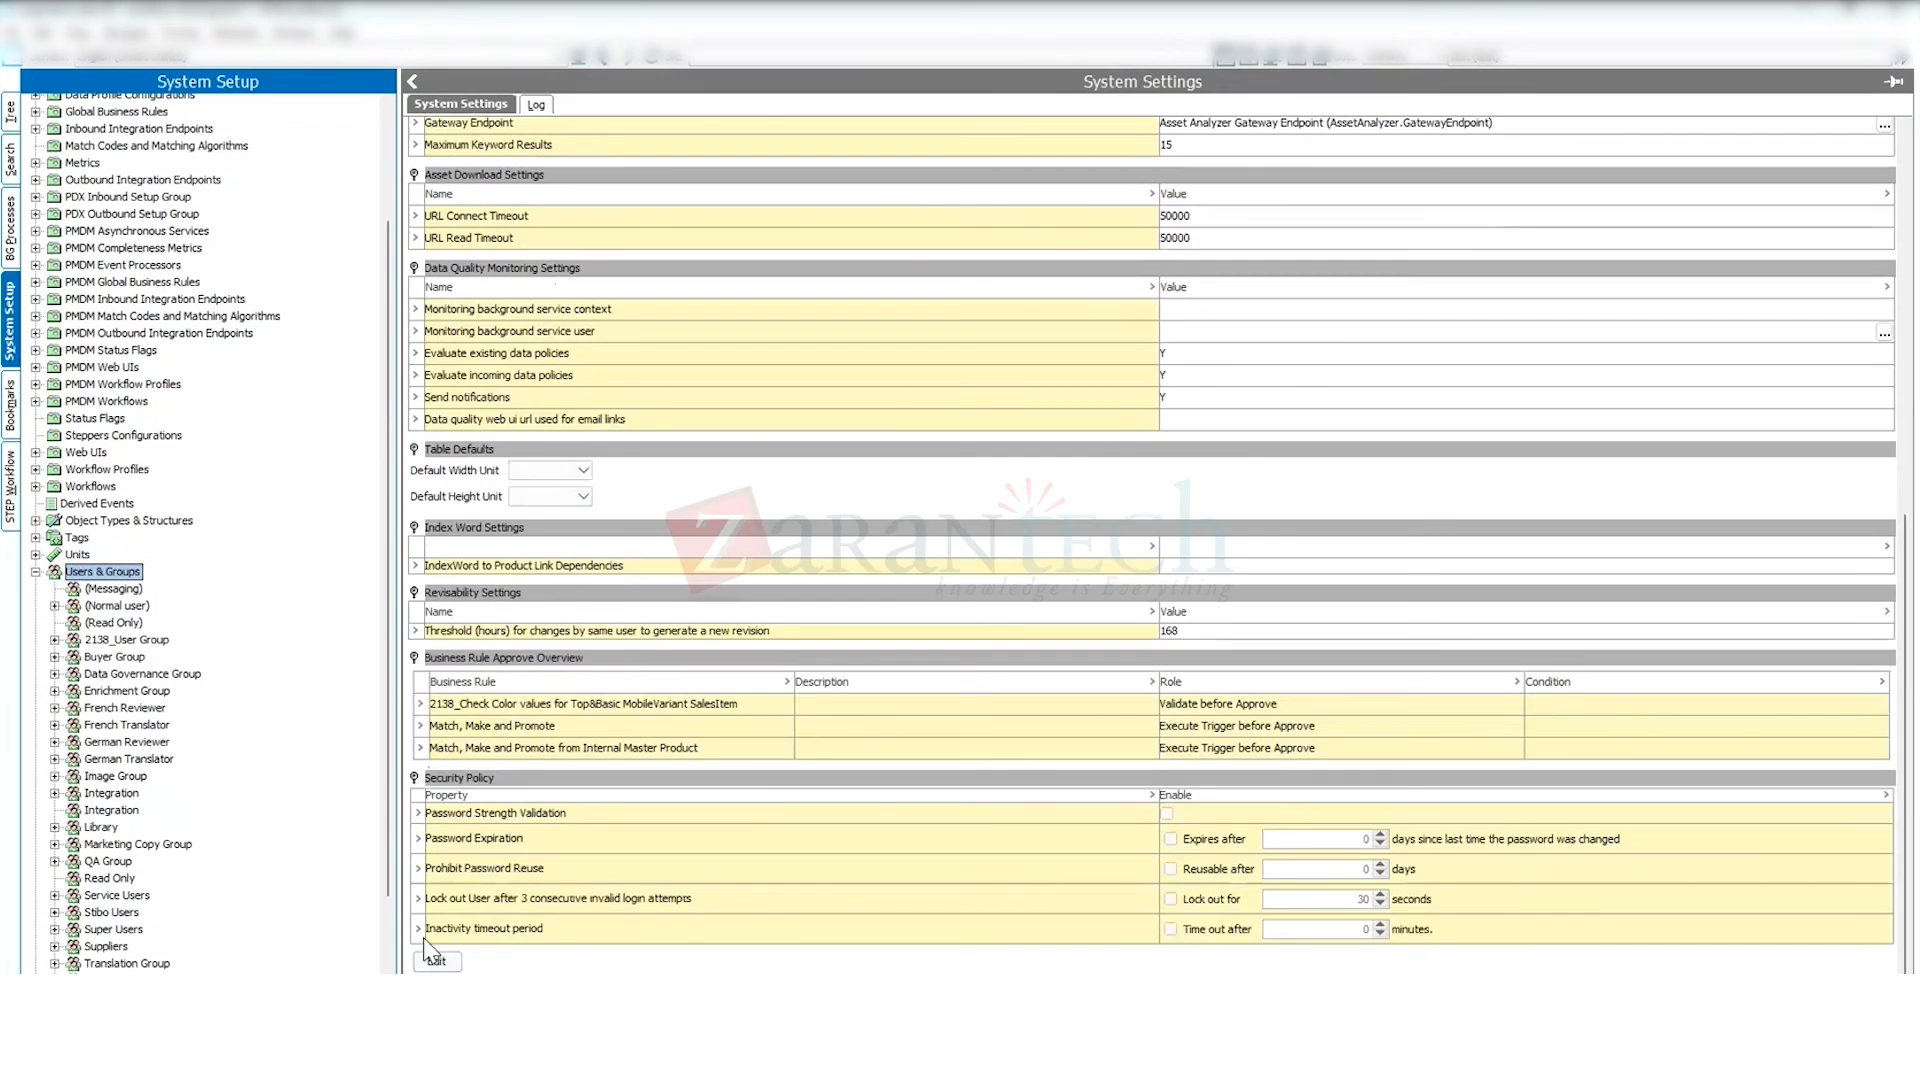 System Setup
Tree
Search
BG Processes
System Setup
Bookmarks
STEP Workflow
Data Profile Configurations
Global Business Rules
Inbound Integration Endpoints
Match Codes and Matching Algorithms
Metrics
Outbound Integration Endpoints
PDX Inbound Setup Group
PDX Outbound Setup Group
PMDM Asynchronous Services
PMDM Completeness Metrics
PMDM Event Processors
PMDM Global Business Rules
PMDM Inbound Integration Endpoints
PMDM Match Codes and Matching Algorithms
PMDM Outbound Integration Endpoints
PMDM Status Flags
PMDM Web UIs
PMDM Workflow Profiles
PMDM Workflows
Status Flags
Steppers Configurations
Web UIs
Workflow Profiles
Workflows
Derived Events
Object Types & Structures
Tags
Units
Users & Groups
(Messaging)
(Normal user)
(Read Only)
2138_User Group
Buyer Group
Data Governance Group
Enrichment Group
French Reviewer
French Translator
German Reviewer
German Translator
Image Group
Integration
Integration
Library
Marketing Copy Group
QA Group
Read Only
Service Users
Stibo Users
Super Users
Suppliers
Translation Group
System Settings
System Settings Log
Gateway Endpoint Asset Analyzer Gateway Endpoint (AssetAnalyzer.GatewayEndpoint) ...
Maximum Keyword Results 15
Asset Download Settings
Name > Value >
URL Connect Timeout 50000
URL Read Timeout 50000
Data Quality Monitoring Settings
Name > Value >
Monitoring background service context
Monitoring background service user ...
Evaluate existing data policies Y
Evaluate incoming data policies Y
Send notifications Y
Data quality web ui url used for email links
Table Defaults
Default Width Unit
Default Height Unit
Index Word Settings
IndexWord to Product Link Dependencies
ZaranTech
knowledge is Everything
Revisability Settings
Name > Value >
Threshold (hours) for changes by same user to generate a new revision 168
Business Rule Approve Overview
Business Rule > Description > Role > Condition >
2138_Check Color values for Top&Basic MobileVariant SalesItem Validate before Approve
Match, Make and Promote Execute Trigger before Approve
Match, Make and Promote from Internal Master Product Execute Trigger before Approve
Security Policy
Property > Enable >
Password Strength Validation
Password Expiration Expires after 0 days since last time the password was changed
Prohibit Password Reuse Reusable after 0 days
Lock out User after 3 consecutive invalid login attempts Lock out for 30 seconds
Inactivity timeout period Time out after 0 minutes.